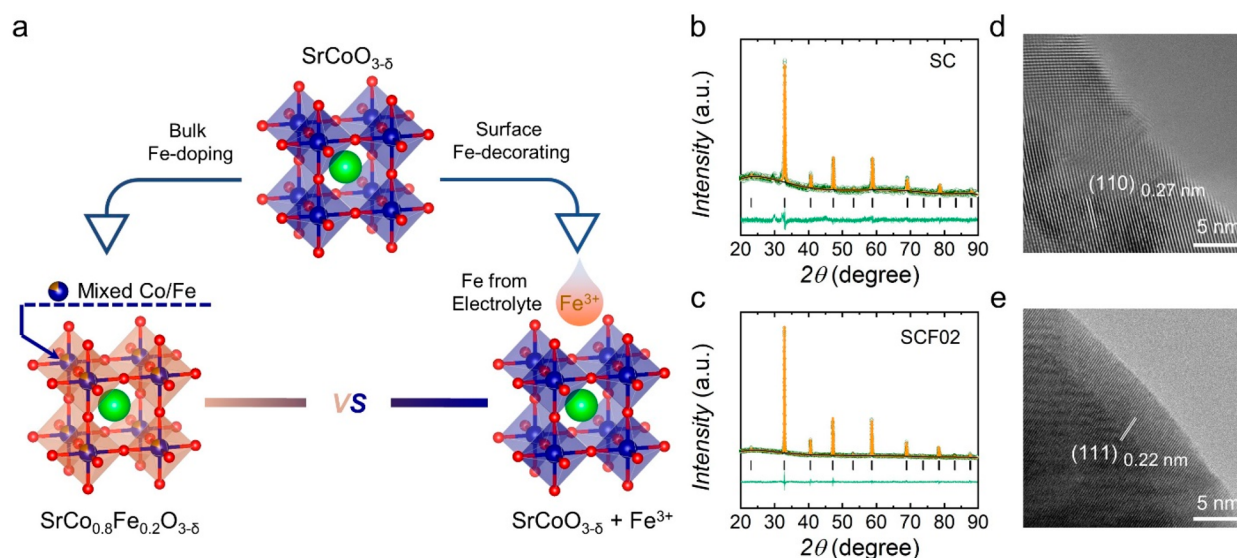 a
SrCoO₃₋δ
Bulk
Fe-doping
Surface
Fe-decorating
Mixed Co/Fe
Fe from
Electrolyte
Fe³⁺
VS
SrCo₀.₈Fe₀.₂O₃₋δ
SrCoO₃₋δ + Fe³⁺
b
SC
Intensity (a.u.)
20 30 40 50 60 70 80 90
2θ (degree)
c
SCF02
Intensity (a.u.)
20 30 40 50 60 70 80 90
2θ (degree)
d
(110) 0.27 nm
5 nm
e
(111) 0.22 nm
5 nm